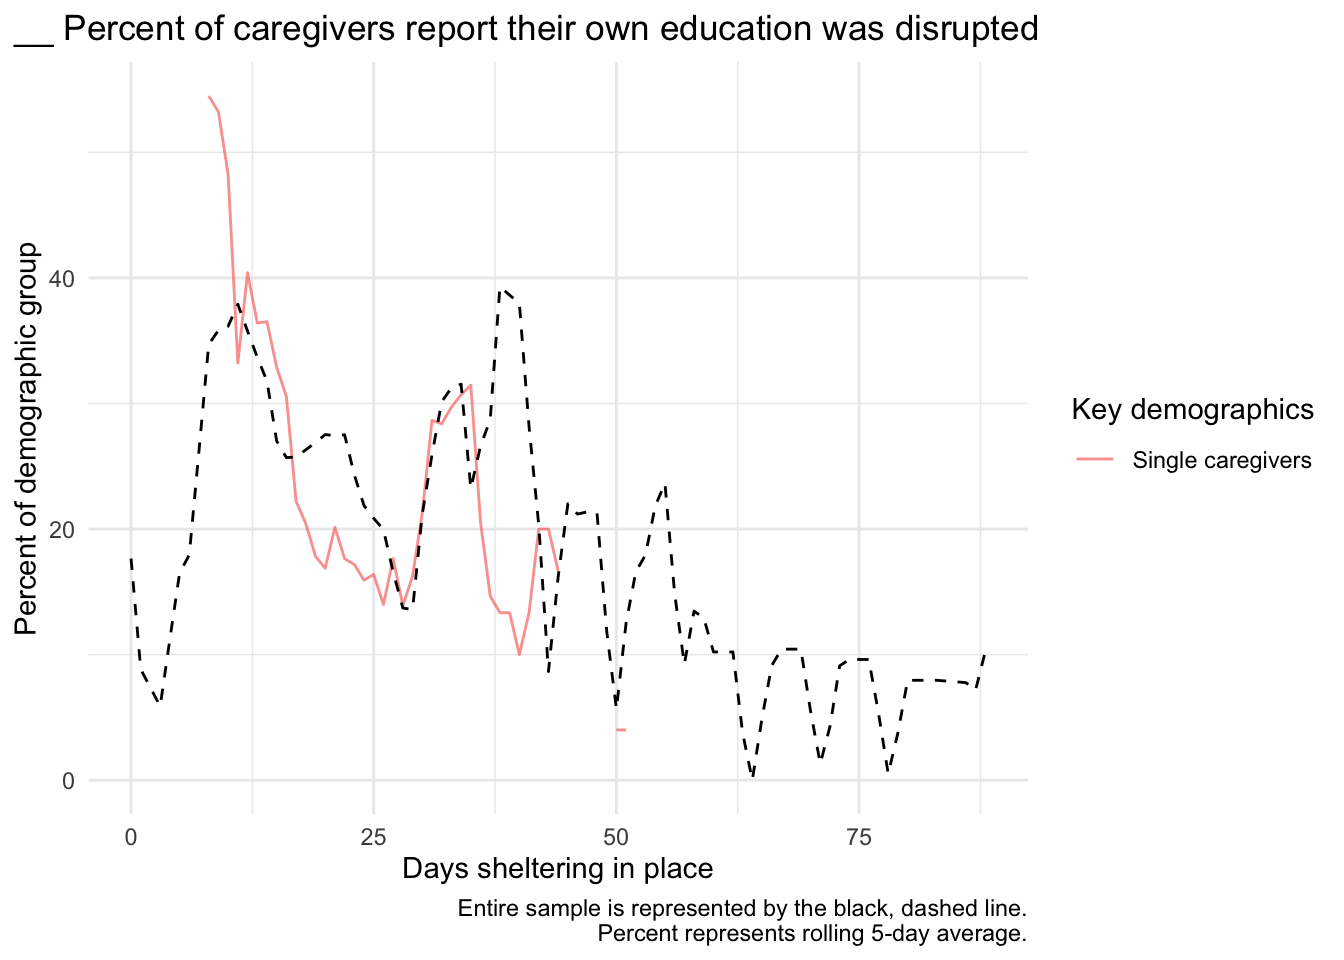 __ Percent of caregivers report their own education was disrupted
Percent of demographic group
40
20
0
0
25
50
75
Days sheltering in place
Key demographics
Single caregivers
Entire sample is represented by the black, dashed line.
Percent represents rolling 5-day average.